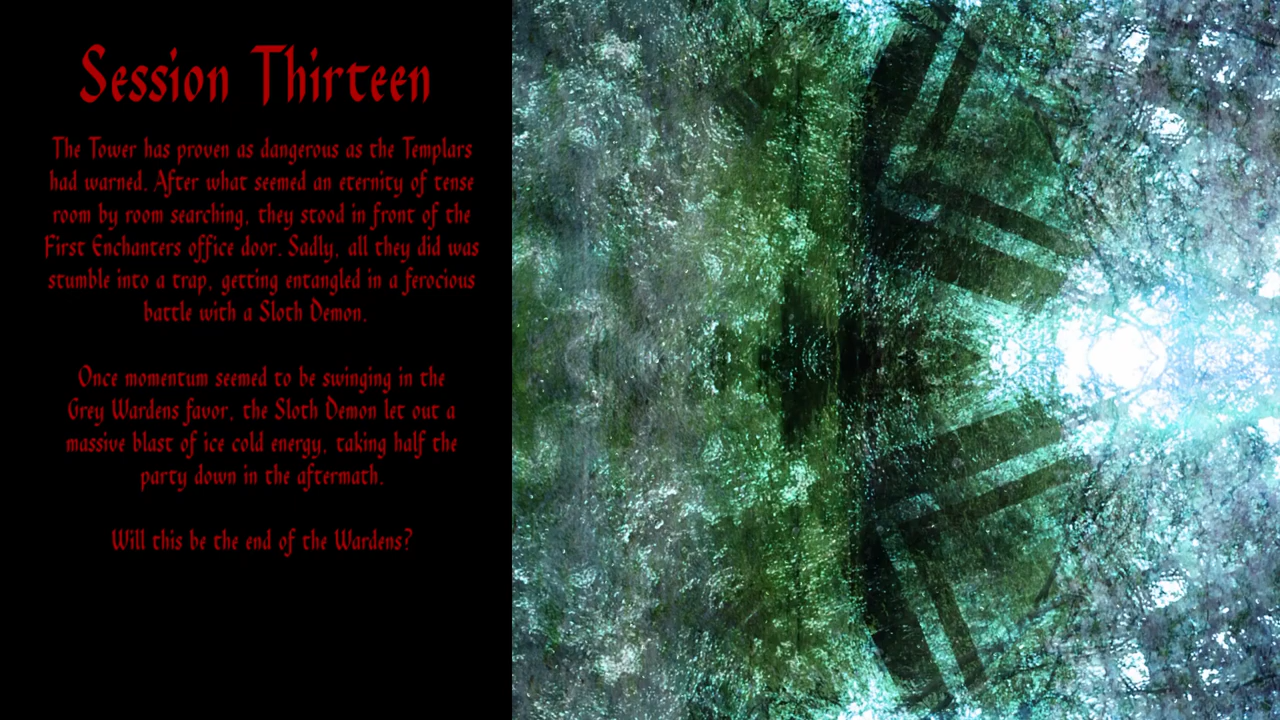 Session Thirteen
The Tower has proven as dangerous as the Templars
had warned. After what seemed an eternity of tense
room by room searching, they stood in front of the
First Enchanters office door. Sadly, all they did was
stumble into a trap, getting entangled in a ferocious
battle with a Sloth Demon.
Once momentum seemed to be swinging in the
Grey Wardens favor, the Sloth Demon let out a
massive blast of ice cold energy, taking half the
party down in the aftermath.
Will this be the end of the Wardens?